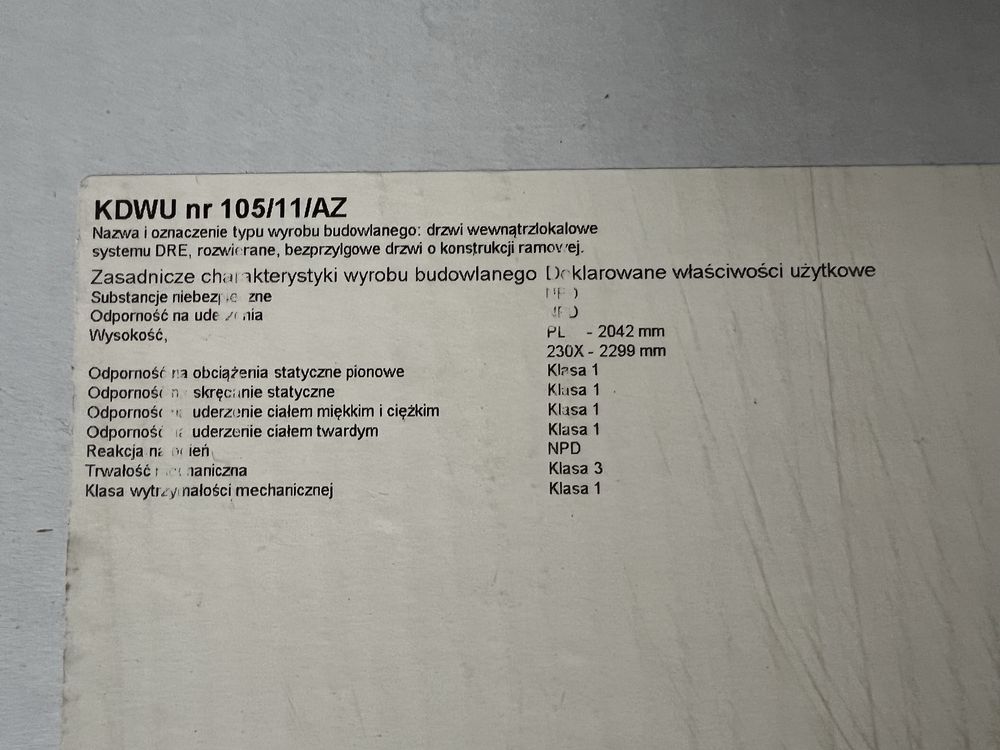 KDWU nr 105/11/AZ
Nazwa i oznaczenie typu wyrobu budowlanego: drzwi wewnątrzlokalowe
systemu DRE, rozwierane, bezprzylgowe drzwi o konstrukcji ramowej.
Zasadnicze charakterystyki wyrobu budowlanego Deklarowane właściwości użytkowe
Substancje niebezpieczne NPD
Odporność na uderzenia NPD
Wysokość, PL - 2042 mm
230X - 2299 mm
Odporność na obciążenia statyczne pionowe Klasa 1
Odporność na skręcanie statyczne Klasa 1
Odporność na uderzenie ciałem miękkim i ciężkim Klasa 1
Odporność na uderzenie ciałem twardym Klasa 1
Reakcja na ogień NPD
Trwałość mechaniczna Klasa 3
Klasa wytrzymałości mechanicznej Klasa 1